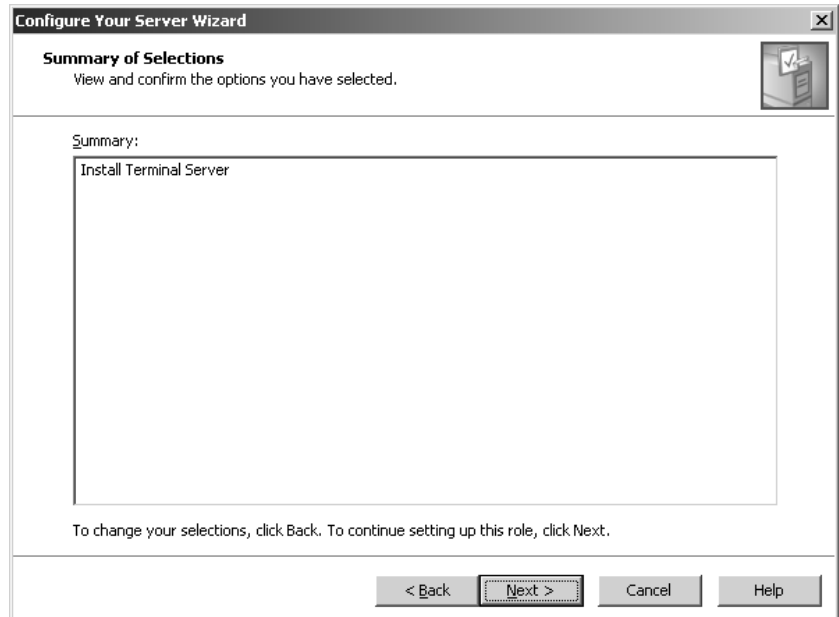 Configure Your Server Wizard
Summary of Selections
View and confirm the options you have selected.
Summary:
Install Terminal Server
To change your selections, click Back. To continue setting up this role, click Next.
< Back Next > Cancel Help